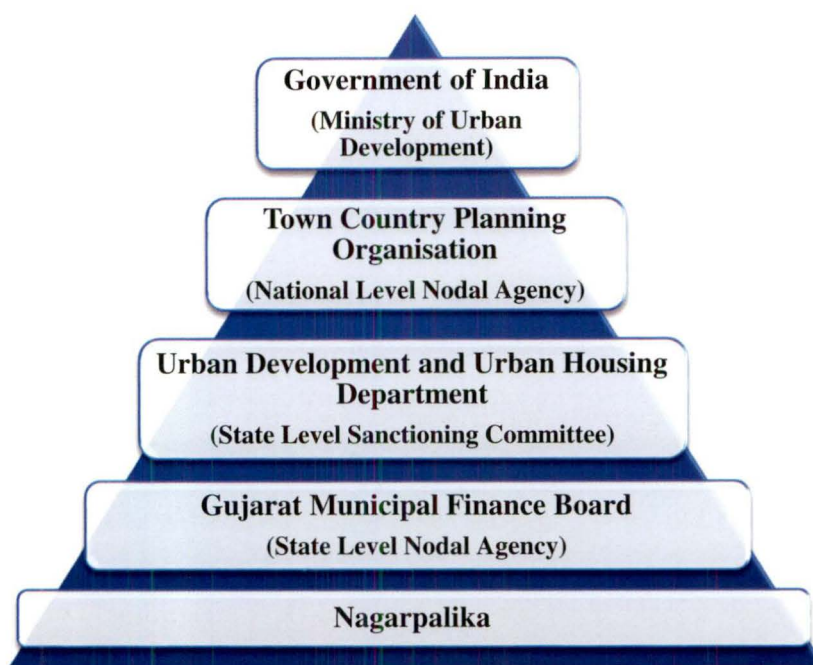 Government of India
(Ministry of Urban
Development)
Town Country Planning
Organisation
(National Level Nodal Agency)
Urban Development and Urban Housing
Department
(State Level Sanctioning Committee)
Gujarat Municipal Finance Board
(State Level Nodal Agency)
Nagarpalika